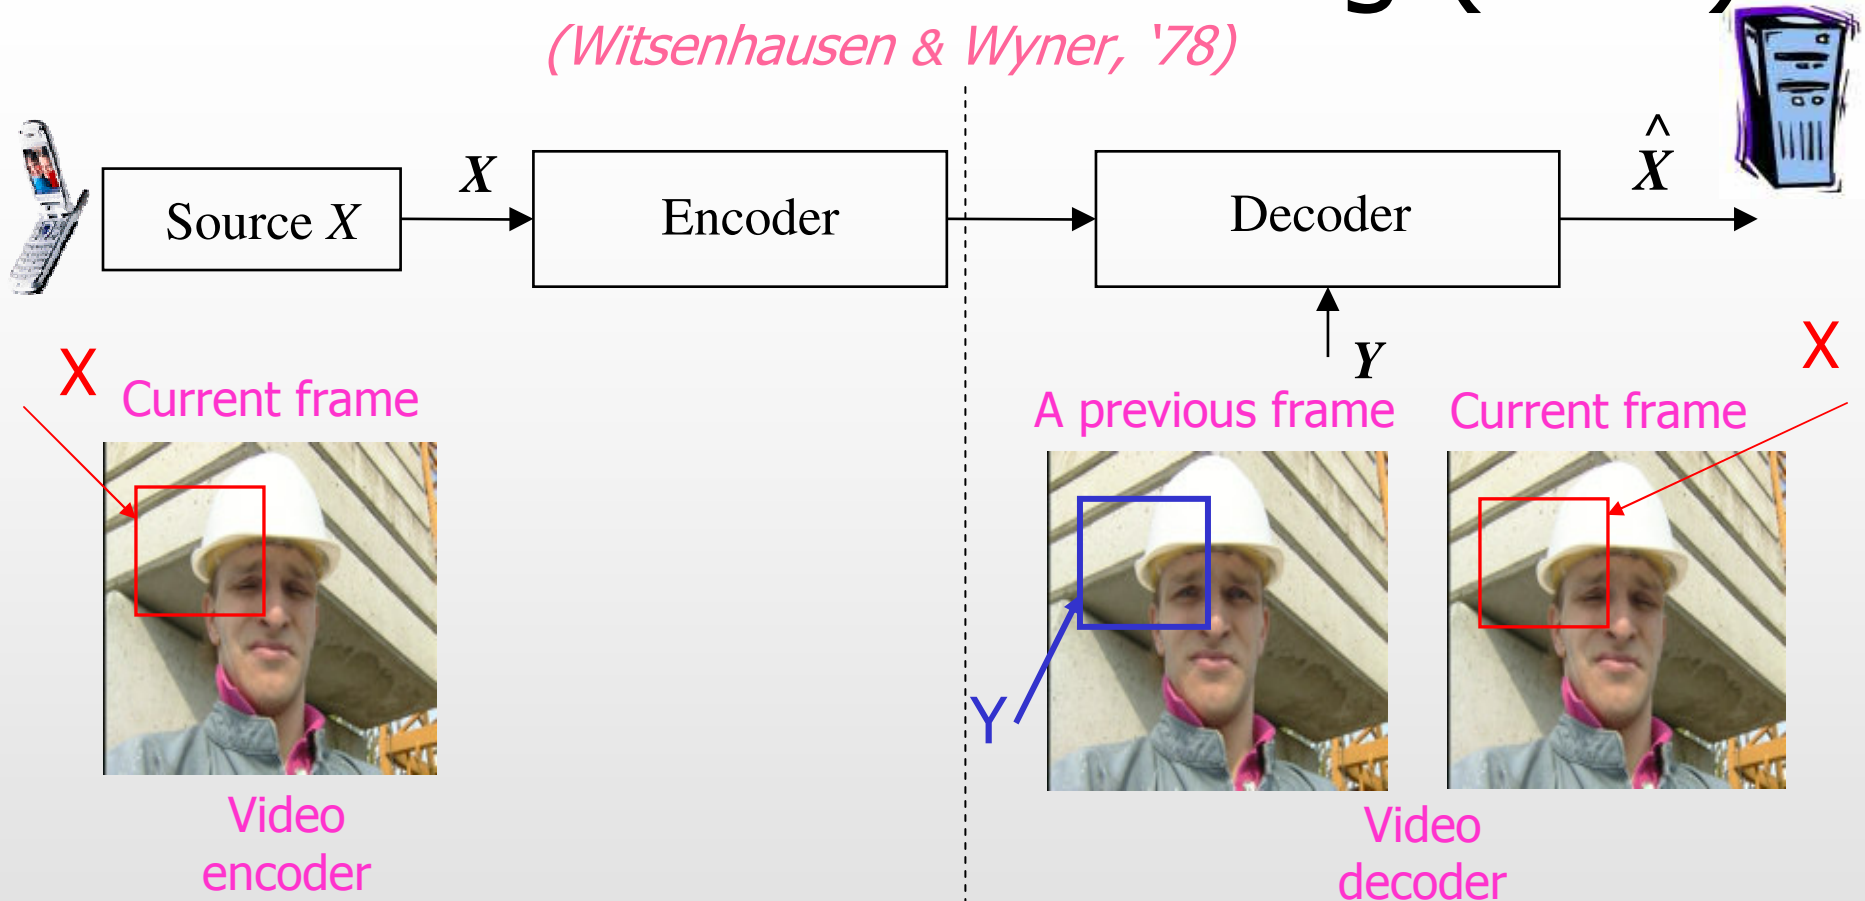 (Witsenhausen & Wyner, ‘78)
Source X
X
Encoder
Decoder
^
X
Y
X
Current frame
A previous frame
Current frame
X
Y
Video
encoder
Video
decoder